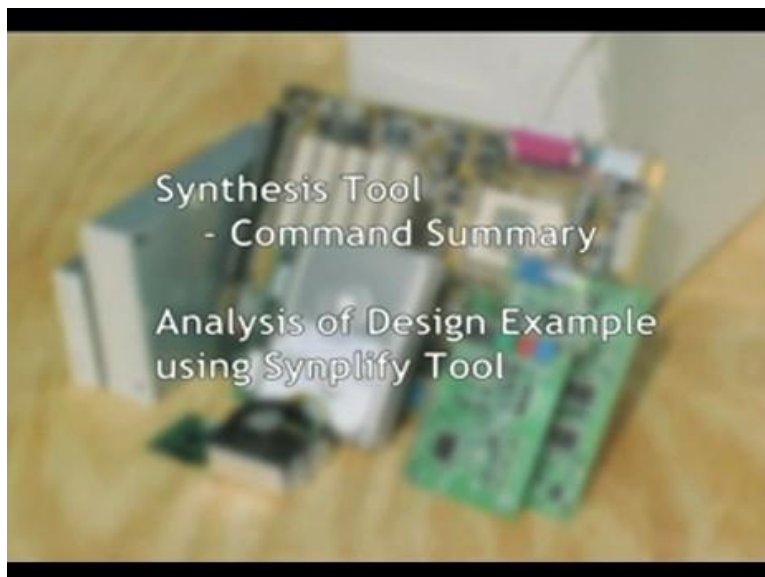 Synthesis Tool
- Command Summary
Analysis of Design Example
using Synplify Tool